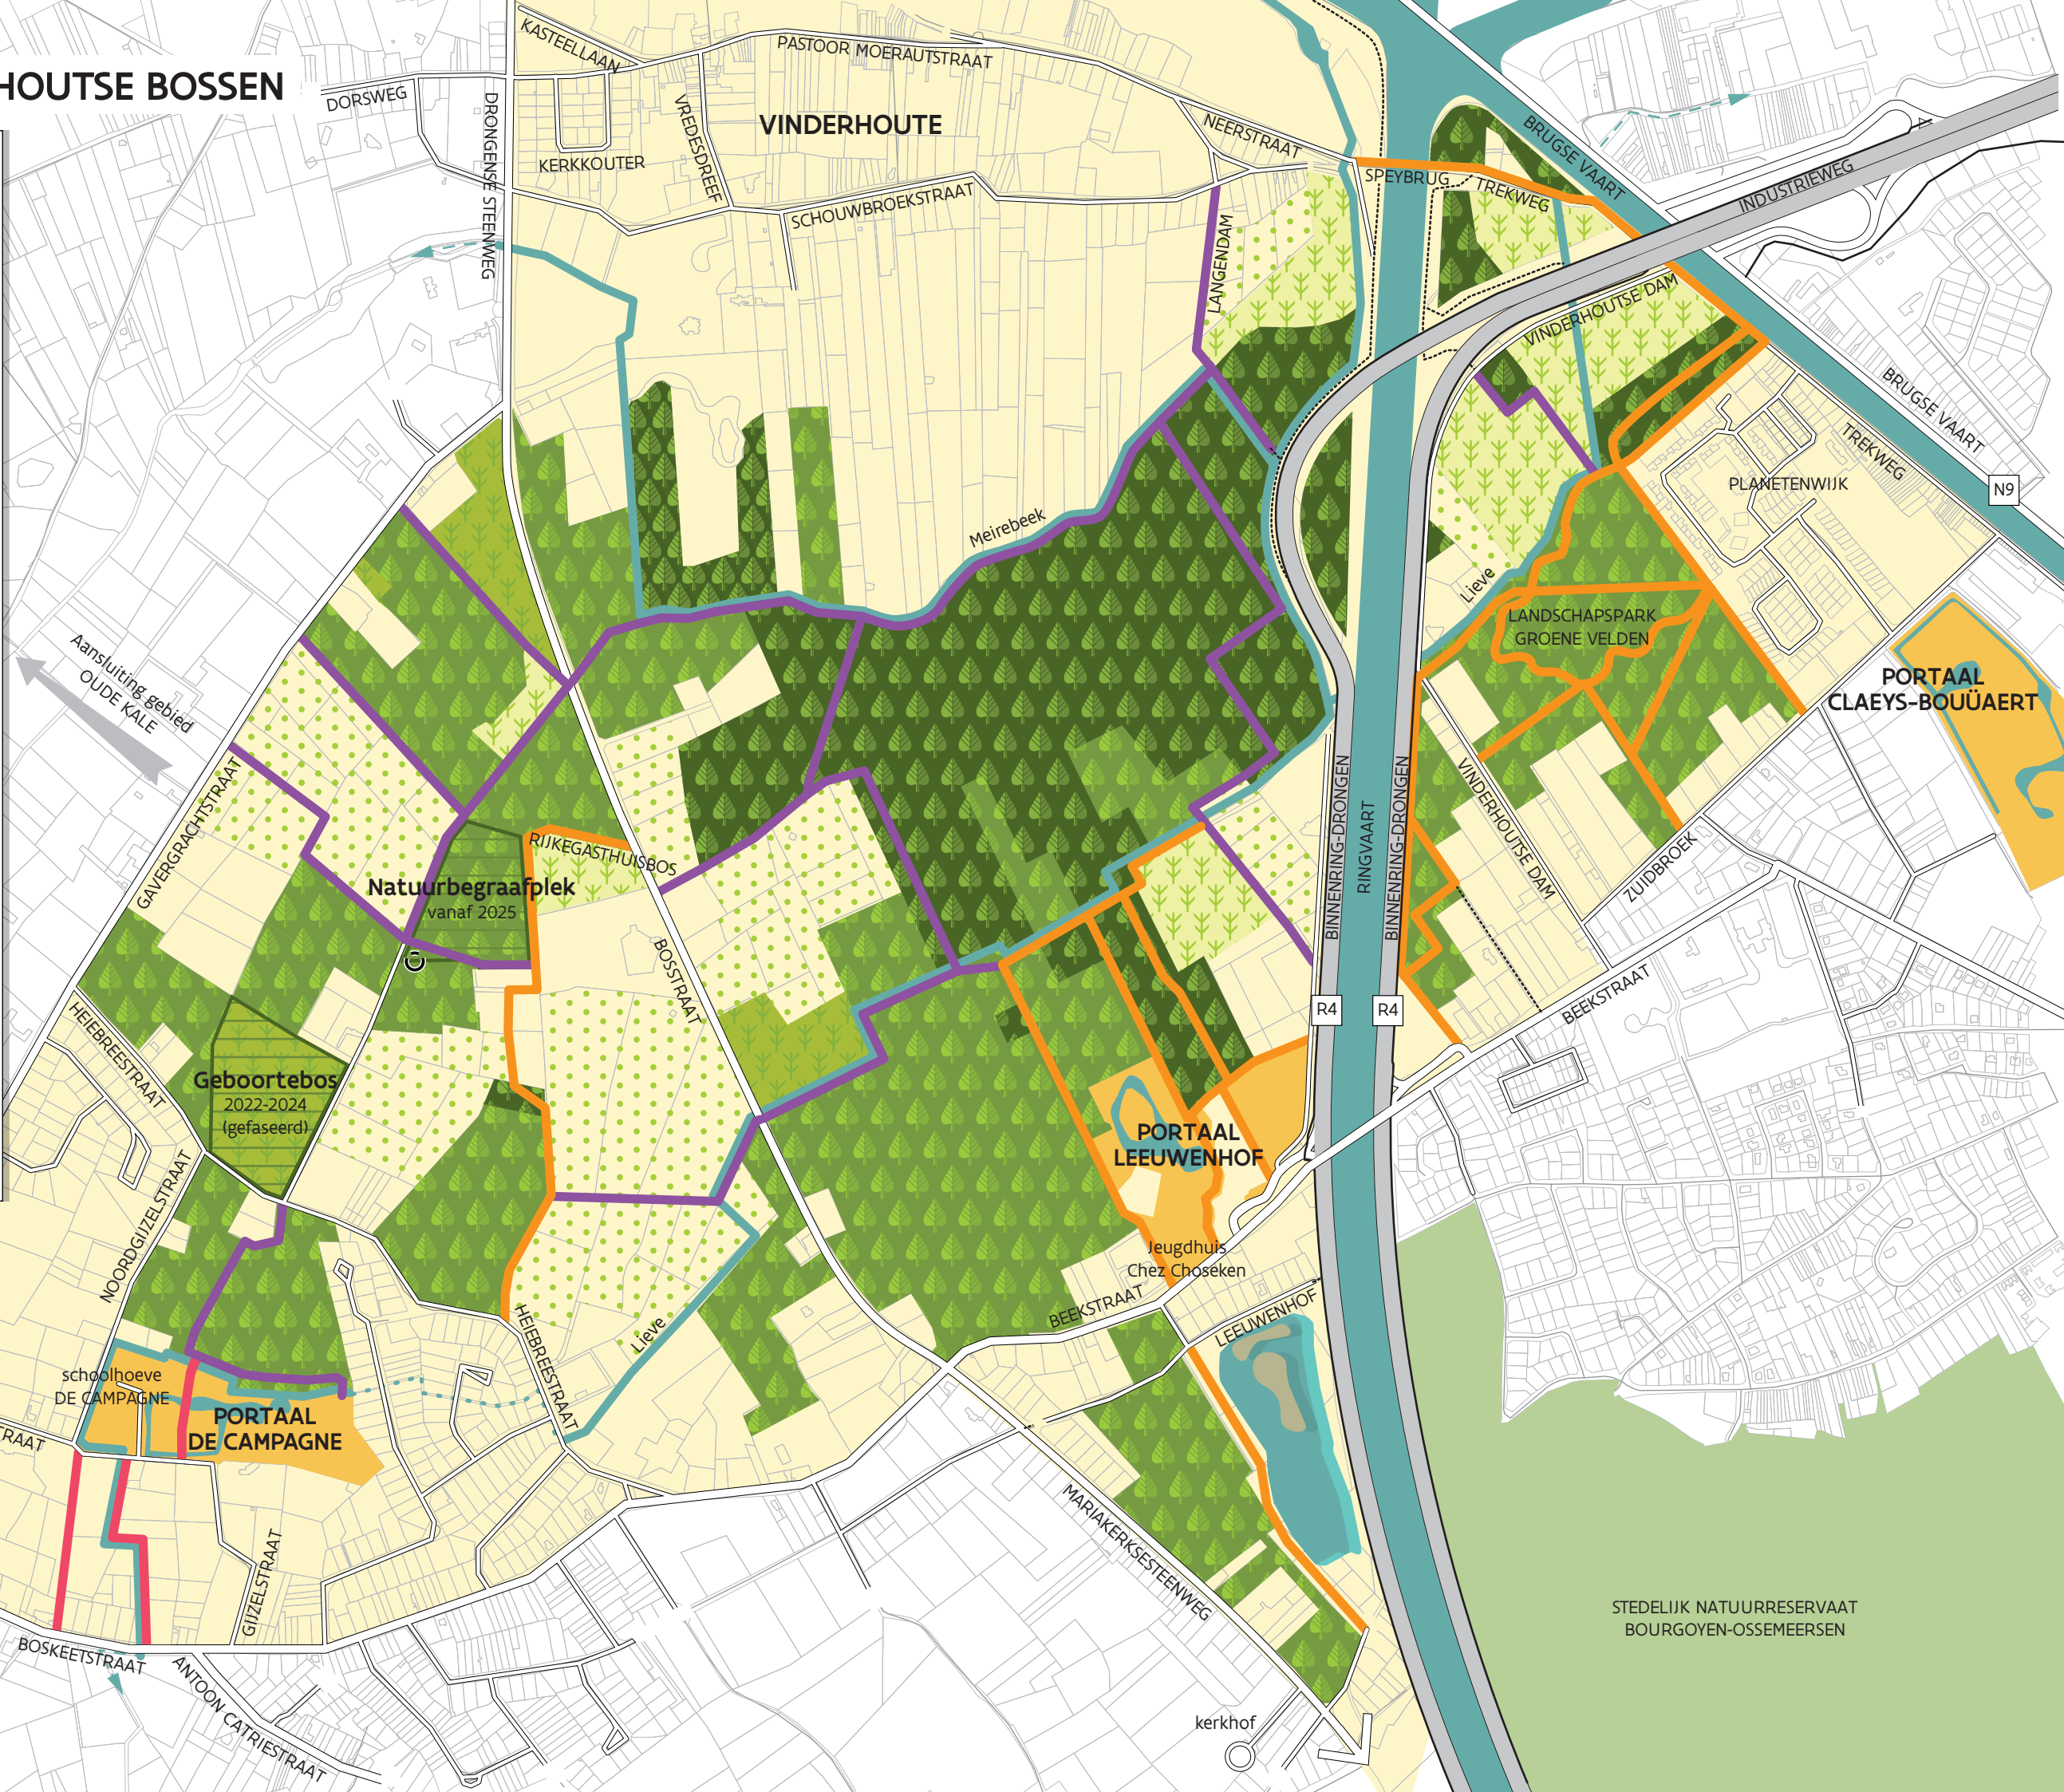 HOUTSE BOSSEN
DORSWEG
KASTEELLAAN
PASTOOR MOERAUTSTRAAT
DRONGENSE STEENWEG
VREDESDREEF
VINDERHOUTE
KERKKOUTER
SCHOUWBROEKSTRAAT
NEERSTRAAT
LANGENDAM
SPEYBRUG
TREKWEG
BRUGSE VAART
INDUSTRIEWEG
VINDERHOUTSE DAM
BRUGSE VAART
TREKWEG
N9
PLANETENWIJK
Meirebeek
Lieve
LANDSCHAPSPARK
GROENE VELDEN
PORTAAL
CLAEYS-BOUÜAERT
Aansluiting gebied
OUDE KALE
GAVERGRACHTSTRAAT
RIJKEGASTHUISBOS
Natuurbegraafplek
vanaf 2025
BOSSTRAAT
BINNENRING-DRONGEN
RINGVAART
BINNENRING-DRONGEN
VINDERHOUTSE DAM
ZUIDBROEK
BEEKSTRAAT
R4
R4
HEIEBREESTRAAT
Geboortebos
2022-2024
(gefaseerd)
NOORDGIJZELSTRAAT
PORTAAL
LEEUWENHOF
Jeugdhuis
Chez Choseken
BEEKSTRAAT
LEEUWENHOF
HEIEBREESTRAAT
Lieve
schoolhoeve
DE CAMPAGNE
PORTAAL
DE CAMPAGNE
TRAAT
GIJZELSTRAAT
BOSKEETSTRAAT
ANTOON CATRIESTRAAT
MARIAKERKSESTEENWEG
kerkhof
STEDELIJK NATUURRESERVAAT
BOURGOYEN-OSSEMEERSEN